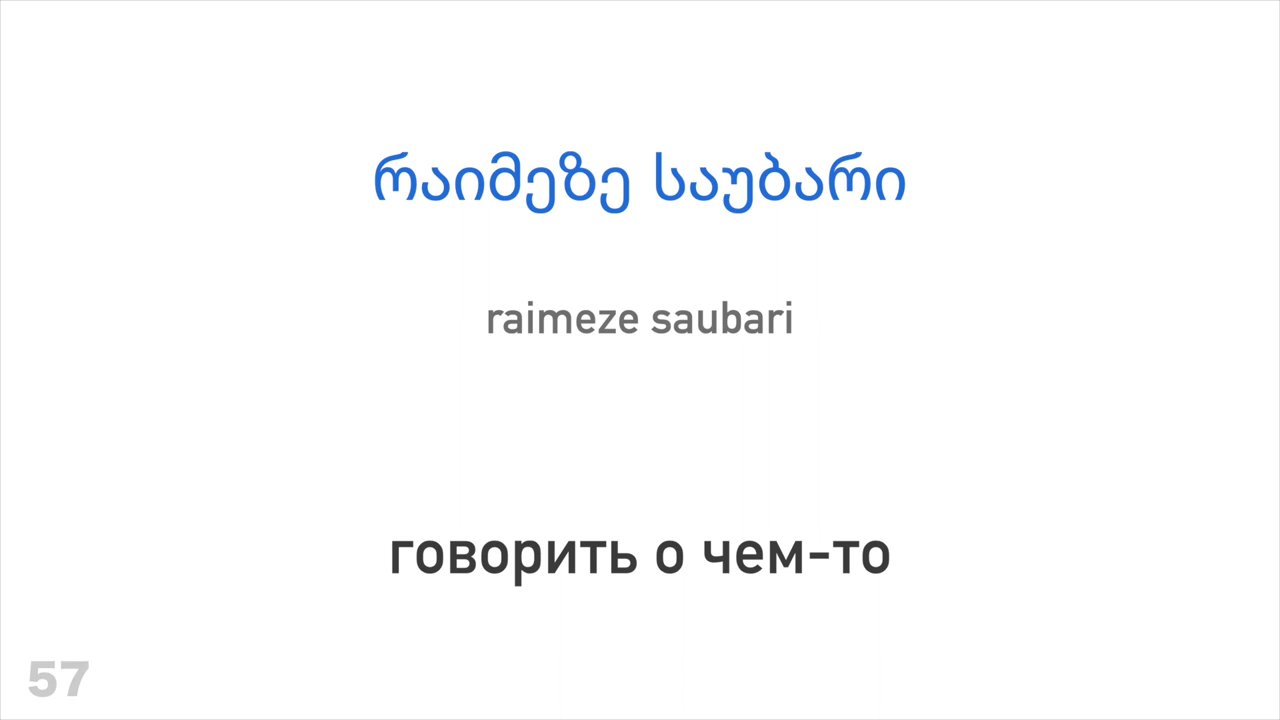 რაიმეზე საუბარი
raimeze saubari
говорить о чем-то
57